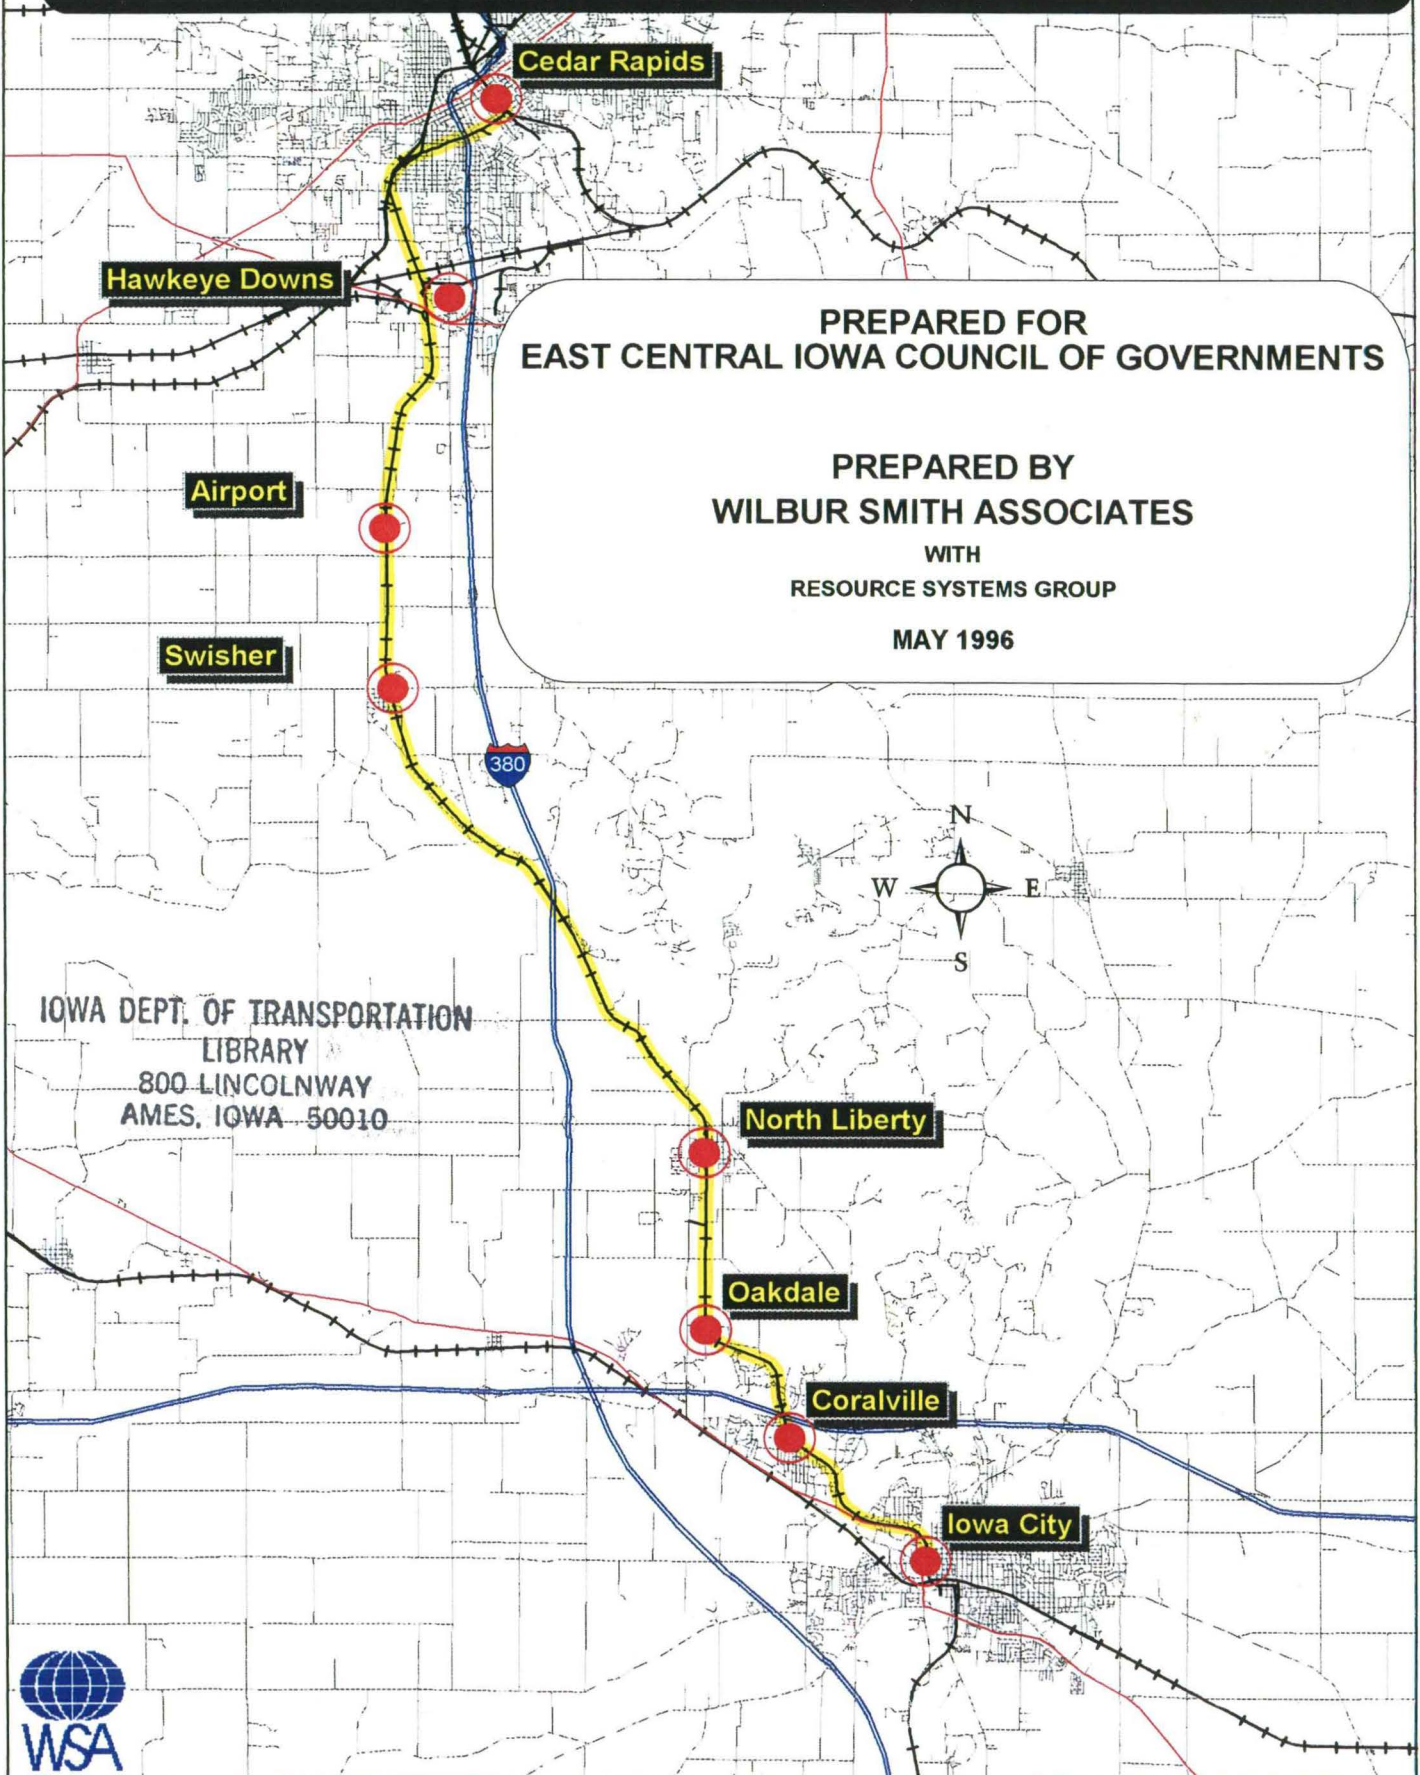 Cedar Rapids
Hawkeye Downs
PREPARED FOR
EAST CENTRAL IOWA COUNCIL OF GOVERNMENTS
PREPARED BY
WILBUR SMITH ASSOCIATES
WITH
RESOURCE SYSTEMS GROUP
MAY 1996
Airport
Swisher
380
N
W E
S
IOWA DEPT. OF TRANSPORTATION
LIBRARY
800 LINCOLNWAY
AMES, IOWA 50010
North Liberty
Oakdale
Coralville
Iowa City
WSA